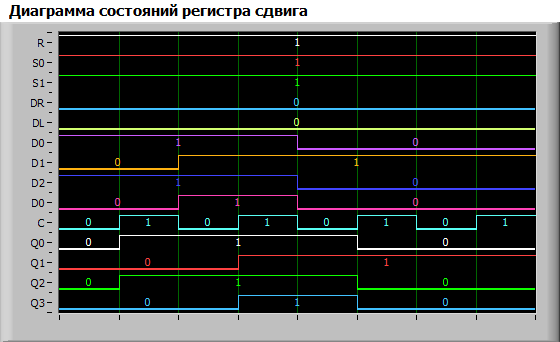 Диаграмма состояний регистра сдвига
R 1
S0 1
S1 1
DR 0
DL 0
D0 1 0
D1 0 1
D2 1 0
D0 0 1 0
C 0 1 0 1 0 1 0 1
Q0 0 1 0
Q1 0 1
Q2 0 1 0
Q3 0 1 0